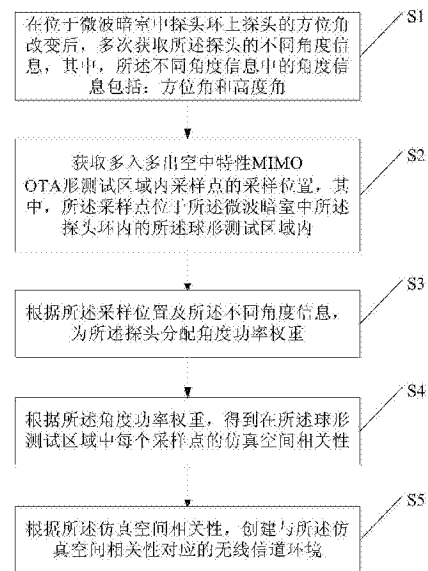 在位于微波暗室中探头环上探头的方位角
改变后，多次获取所述探头的不同角度信
息，其中，所述不同角度信息中的角度信
息包括：方位角和高度角
S1
获取多入多出空中特性MIMO
OTA形测试区域内采样点的采样位置，其
中，所述采样点位于所述微波暗室中所述
探头环内的所述球形测试区域内
S2
根据所述采样位置及所述不同角度信息，
为所述探头分配角度功率权重
S3
根据所述角度功率权重，得到在所述球形
测试区域中每个采样点的仿真空间相关性
S4
根据所述仿真空间相关性，创建与所述仿
真空间相关性对应的无线信道环境
S5